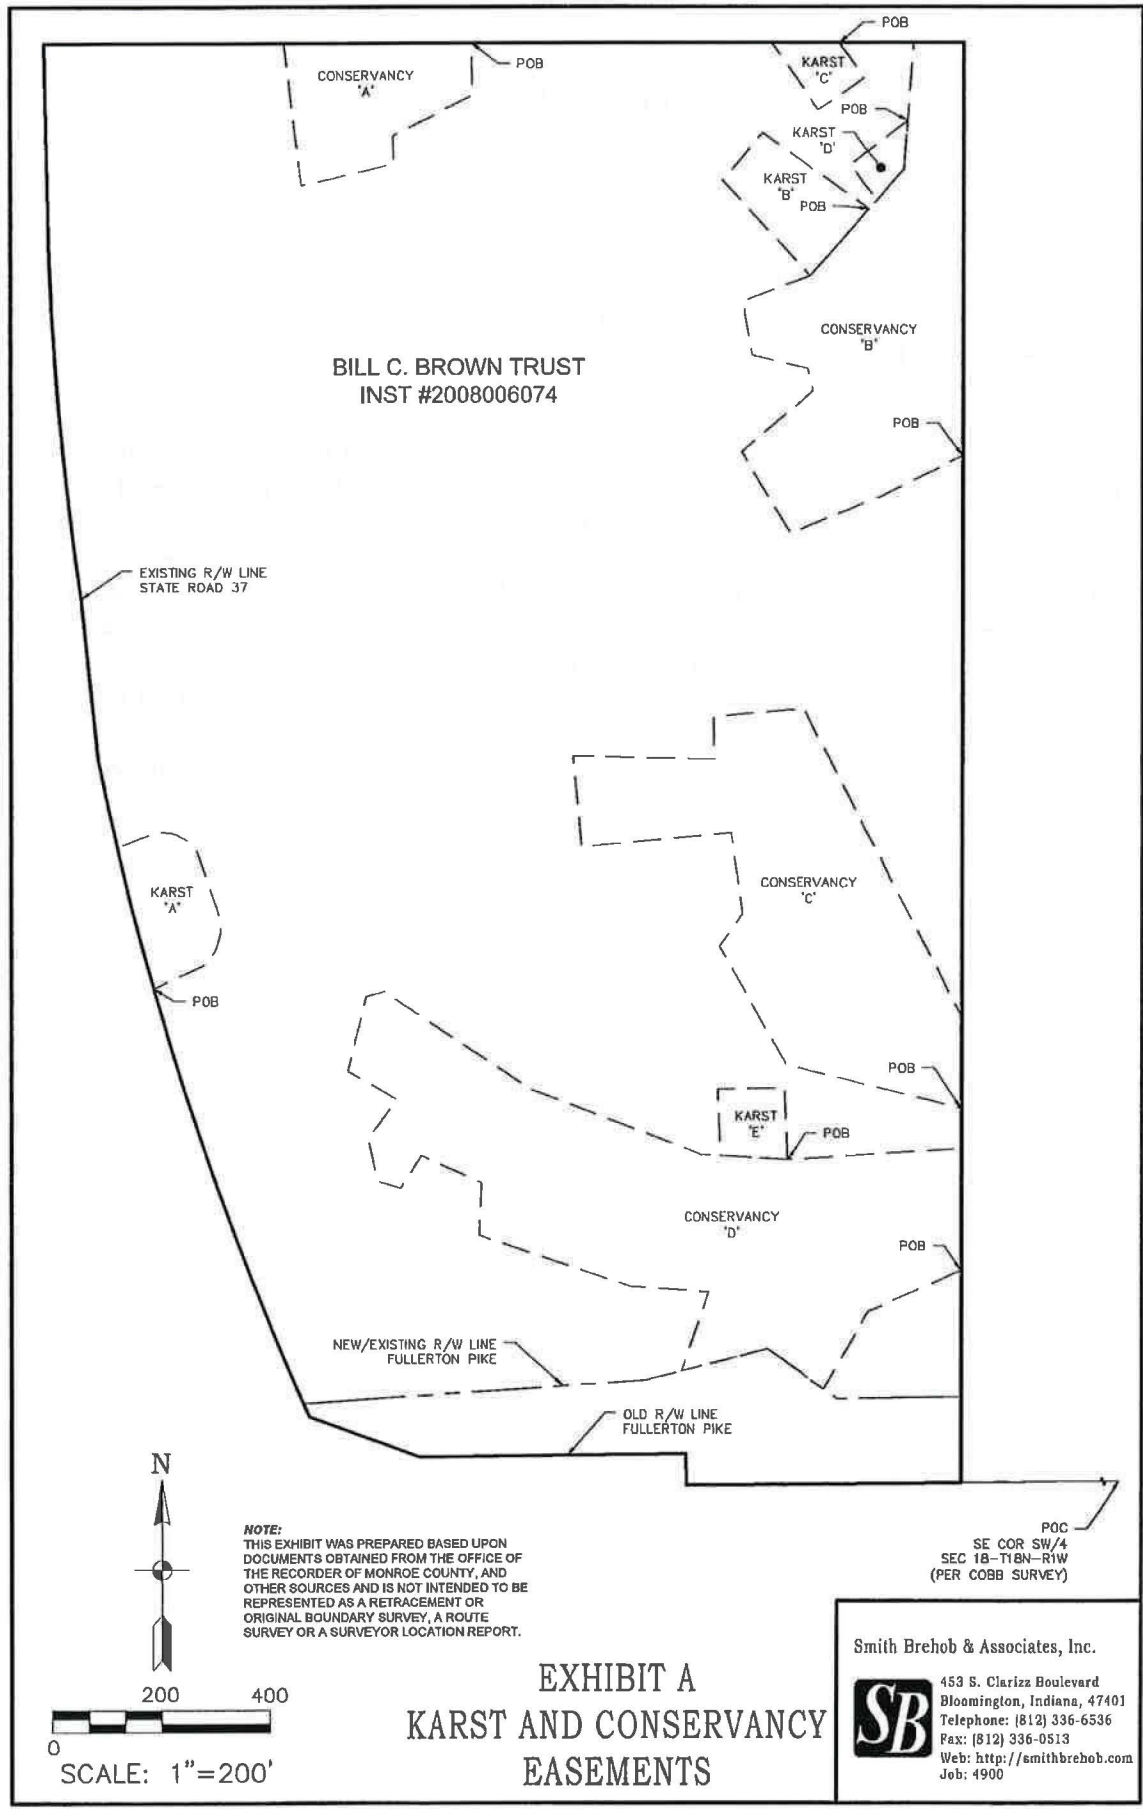 POB
POB
CONSERVANCY
"A"
KARST
"C"
POB
KARST
"D"
KARST
"B"
POB
CONSERVANCY
"B"
BILL C. BROWN TRUST
INST #2008006074
POB
EXISTING R/W LINE
STATE ROAD 37
CONSERVANCY
"C"
KARST
"A"
POB
POB
KARST
"E"
POB
CONSERVANCY
"D"
POB
NEW/EXISTING R/W LINE
FULLERTON PIKE
OLD R/W LINE
FULLERTON PIKE
N
NOTE:
THIS EXHIBIT WAS PREPARED BASED UPON
DOCUMENTS OBTAINED FROM THE OFFICE OF
THE RECORDER OF MONROE COUNTY, AND
OTHER SOURCES AND IS NOT INTENDED TO BE
REPRESENTED AS A RETRACEMENT OR
ORIGINAL BOUNDARY SURVEY, A ROUTE
SURVEY OR A SURVEYOR LOCATION REPORT.
POC
SE COR SW/4
SEC 18-T18N-R1W
(PER COBB SURVEY)
200
400
0
SCALE: 1"=200'
EXHIBIT A
KARST AND CONSERVANCY
EASEMENTS
Smith Brehob & Associates, Inc.
SB
453 S. Clarizz Boulevard
Bloomington, Indiana, 47401
Telephone: (812) 336-6536
Fax: (812) 336-0513
Web: http://smithbrehob.com
Job: 4900